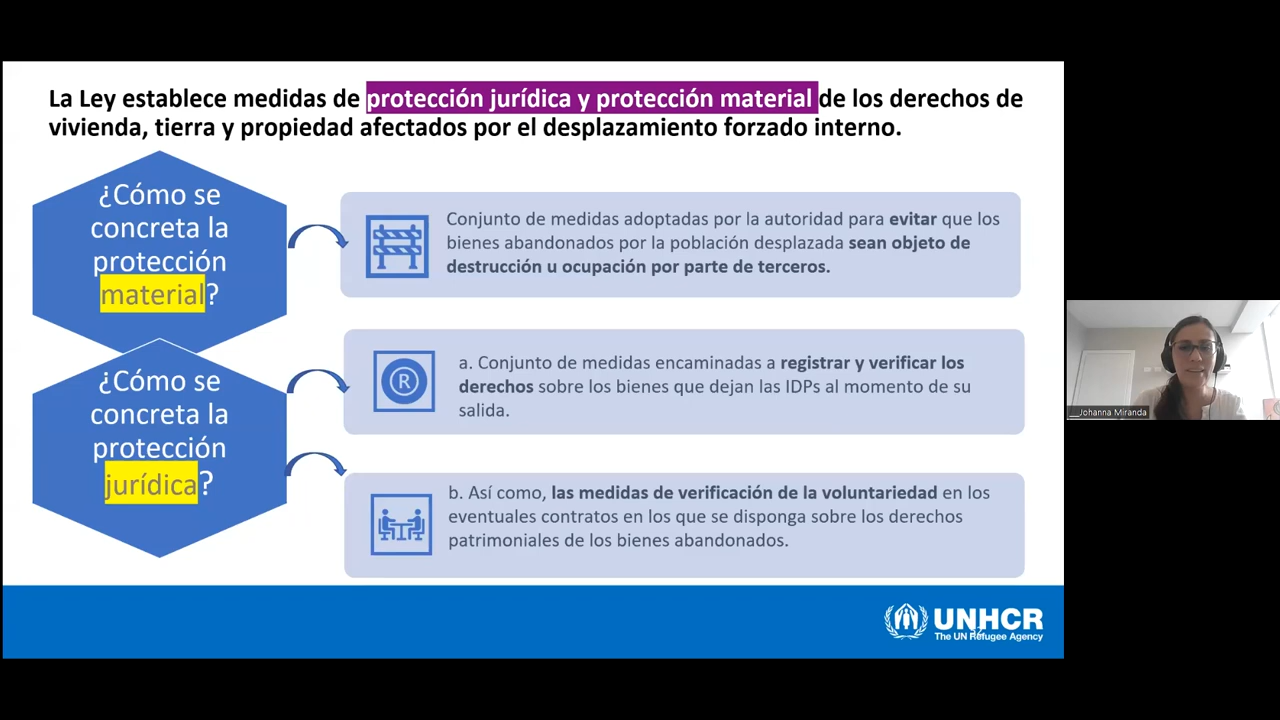 La Ley establece medidas de protección jurídica y protección material de los derechos de
vivienda, tierra y propiedad afectados por el desplazamiento forzado interno.
¿Cómo se
concreta la
protección
material?
Conjunto de medidas adoptadas por la autoridad para evitar que los
bienes abandonados por la población desplazada sean objeto de
destrucción u ocupación por parte de terceros.
¿Cómo se
concreta la
protección
jurídica?
a. Conjunto de medidas encaminadas a registrar y verificar los
derechos sobre los bienes que dejan las IDPs al momento de su
salida.
b. Así como, las medidas de verificación de la voluntariedad en los
eventuales contratos en los que se disponga sobre los derechos
patrimoniales de los bienes abandonados.
R
UNHCR
The UN Refugee Agency
__Johanna Miranda